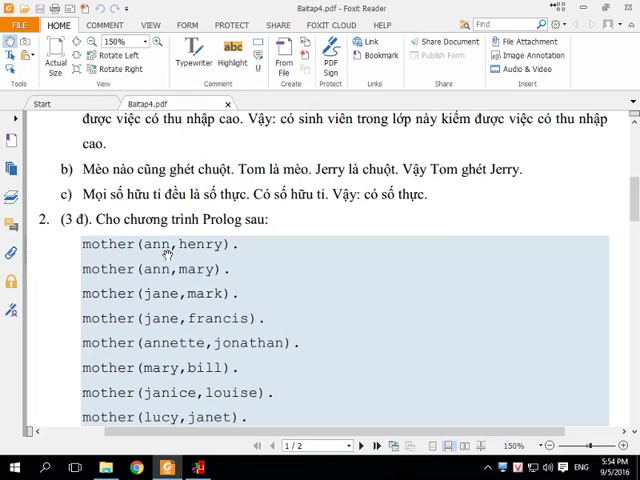 Baitap4.pdf - Foxit Reader
FILE HOME COMMENT VIEW FORM PROTECT SHARE FOXIT CLOUD HELP Find
150%
Rotate Left
Rotate Right
Actual Size
Typewriter Highlight
From File
PDF Sign
Link
Bookmark
Share Document
Publish Form
File Attachment
Image Annotation
Audio & Video
Tools View Comment Create Protect Links Share Insert
Start Baitap4.pdf
được việc có thu nhập cao. Vậy: có sinh viên trong lớp này kiếm được việc có thu nhập
cao.
b) Mèo nào cũng ghét chuột. Tom là mèo. Jerry là chuột. Vậy Tom ghét Jerry.
c) Mọi số hữu tỉ đều là số thực. Có số hữu tỉ. Vậy: có số thực.
2. (3 đ). Cho chương trình Prolog sau:
mother(ann,henry).
mother(ann,mary).
mother(jane,mark).
mother(jane,francis).
mother(annette,jonathan).
mother(mary,bill).
mother(janice,louise).
mother(lucy,janet).
1 / 2 150%
5:54 PM
ENG
9/5/2016